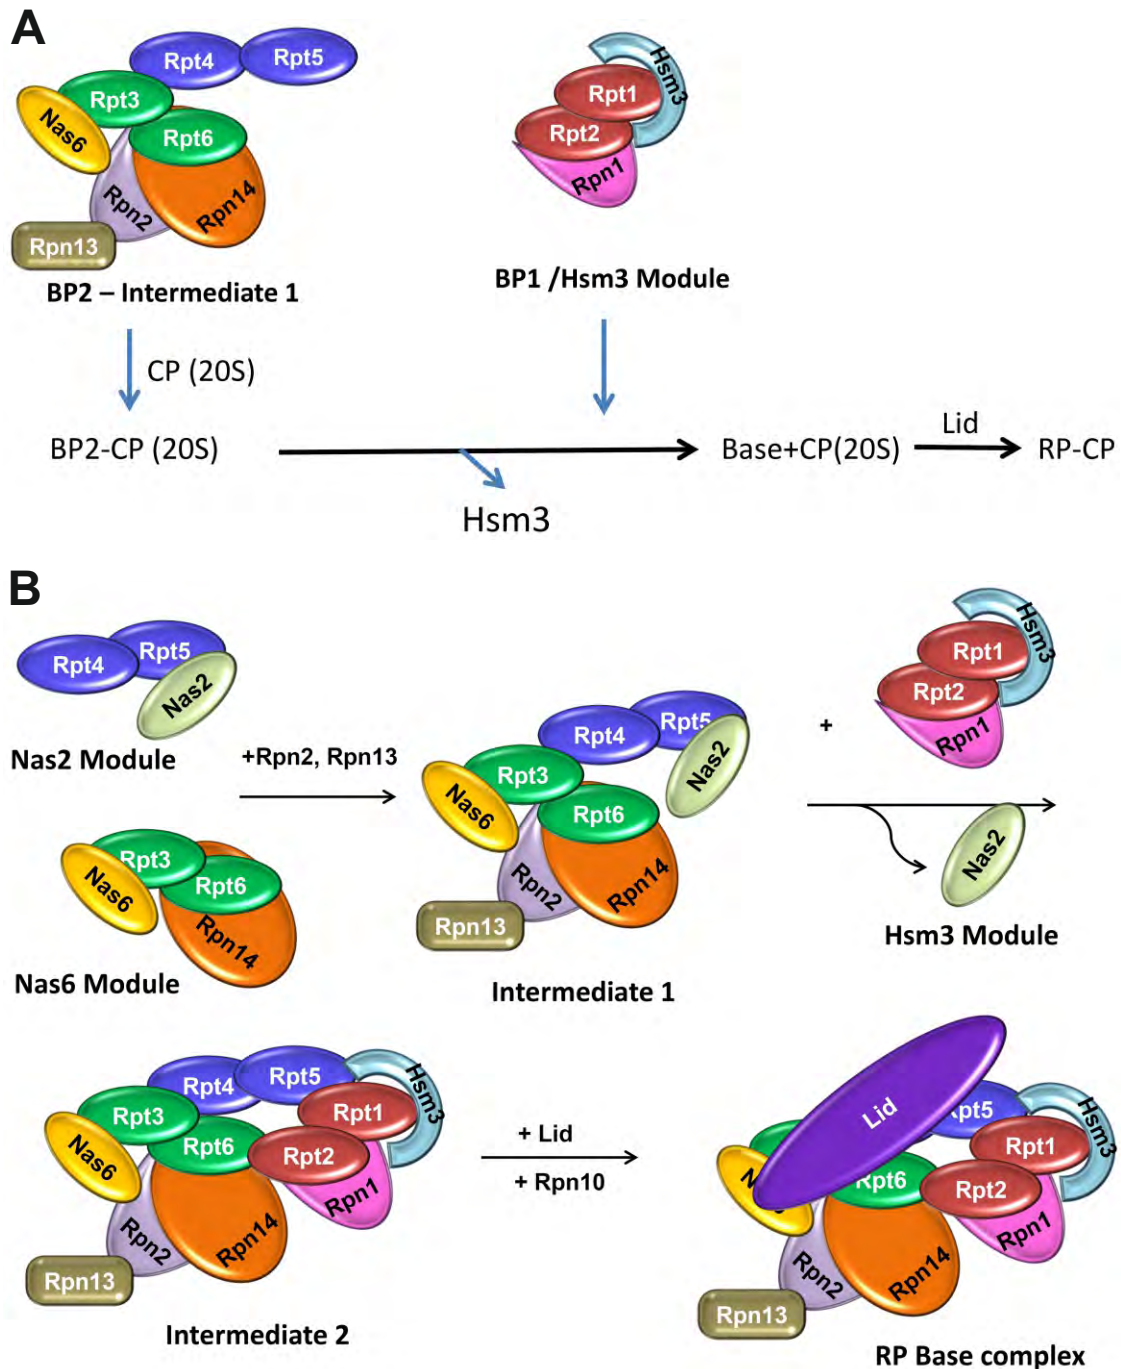 A
Rpt4
Rpt5
Hsm3
Rpt3
Rpt1
Nas6
Rpt6
Rpt2
Rpn2
Rpn14
Rpn1
Rpn13
BP2 – Intermediate 1
BP1 /Hsm3 Module
CP (20S)
BP2-CP (20S)
Base+CP(20S)
Lid
RP-CP
Hsm3
B
Rpt4
Rpt5
Nas2
Nas2 Module
+Rpn2, Rpn13
Rpt3
Nas6
Rpt6
Rpn14
Nas6 Module
Rpt4
Rpt5
Nas2
Rpt3
Nas6
Rpt6
Rpn2
Rpn14
Rpn13
Intermediate 1
+
Hsm3
Rpt1
Rpt2
Rpn1
Nas2
Hsm3 Module
Rpt4
Rpt5
Hsm3
Rpt3
Rpt1
Nas6
Rpt6
Rpt2
Rpn1
Rpn2
Rpn14
Rpn13
Intermediate 2
+ Lid
+ Rpn10
Lid
Rpt5
Hsm3
Rpt1
Rpt6
Rpt2
Rpn1
Rpn2
Rpn14
Rpn13
RP Base complex